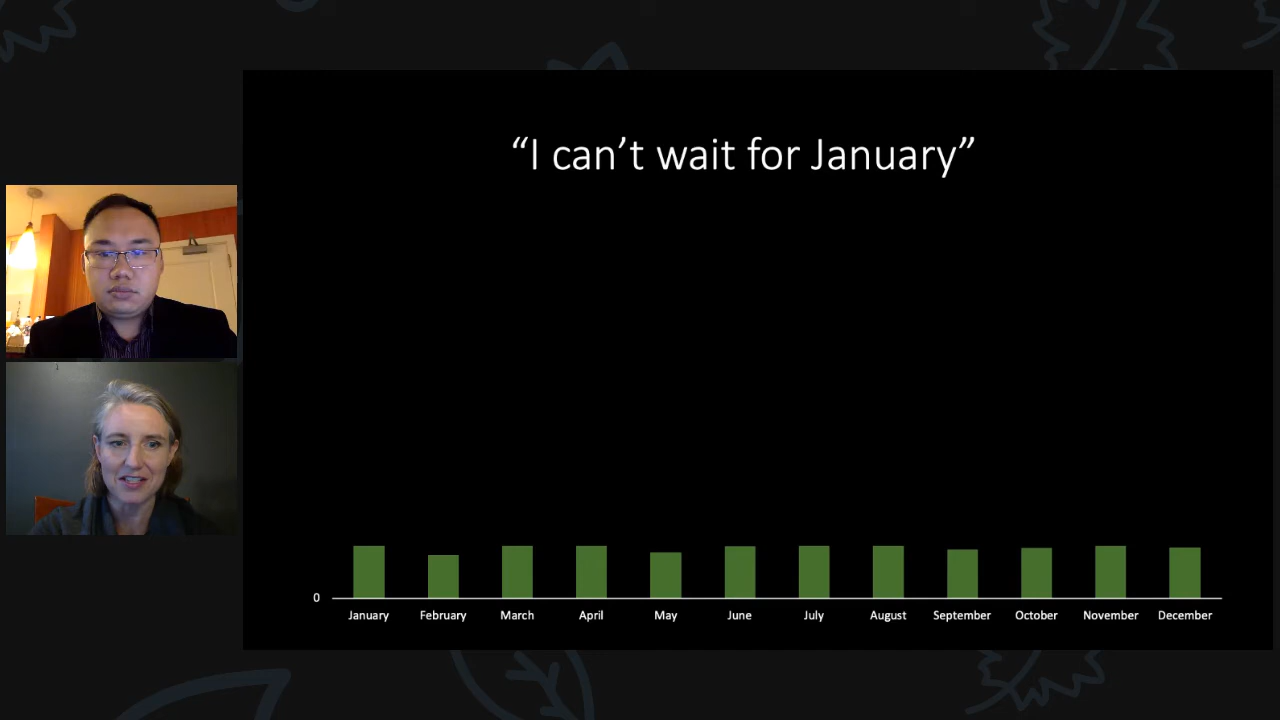 “I can’t wait for January”
0
January February March April May June July August September October November December